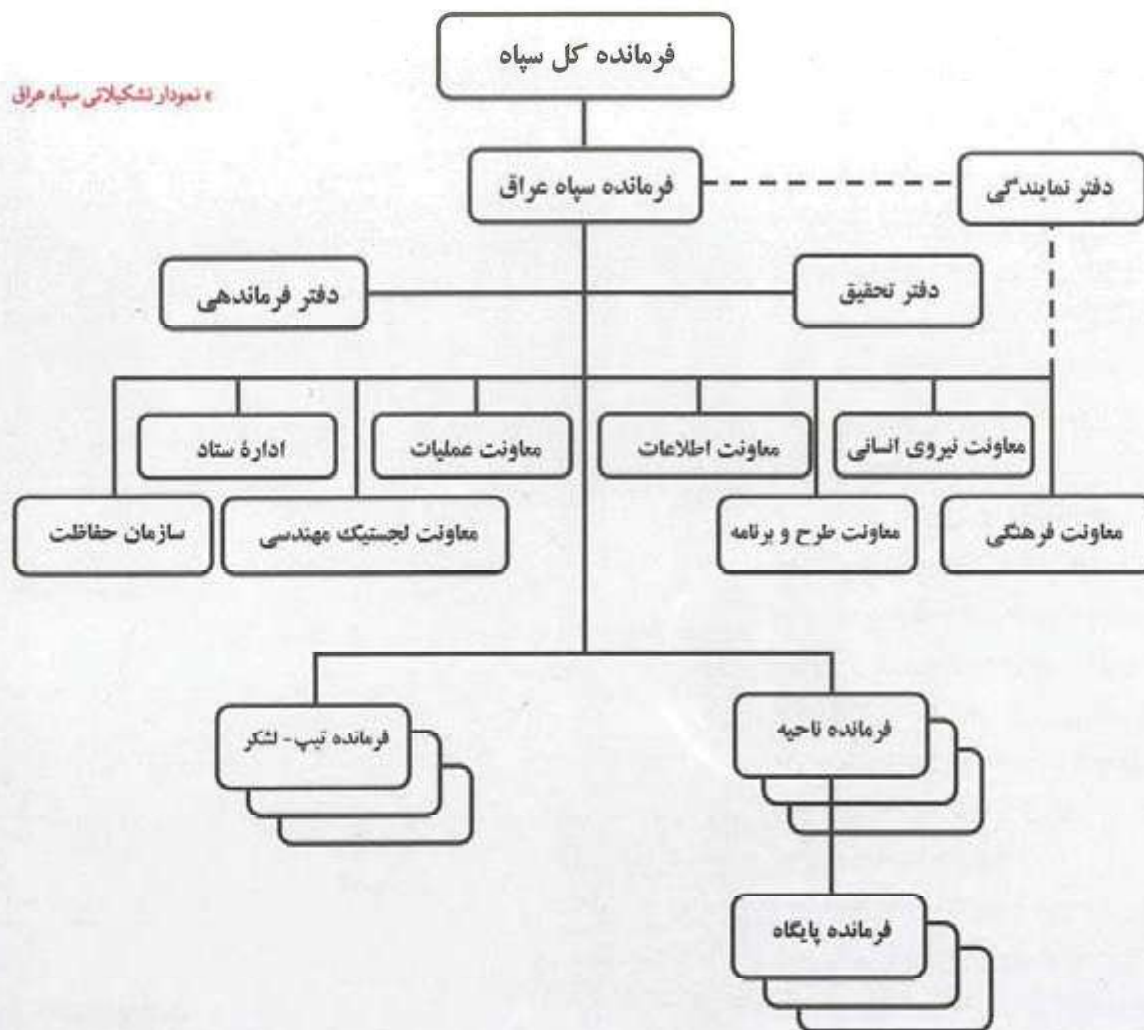 فرمانده کل سپاه
» نمودار تشکیلاتی سپاه عراق
فرمانده سپاه عراق
دفتر نمایندگی
دفتر تحقیق
دفتر فرماندهی
معاونت نیروی انسانی
معاونت اطلاعات
معاونت عملیات
ادارهٔ ستاد
معاونت فرهنگی
معاونت طرح و برنامه
معاونت لجستیك مهندسی
سازمان حفاظت
فرمانده ناحیه
فرمانده تیپ - لشکر
فرمانده پایگاه